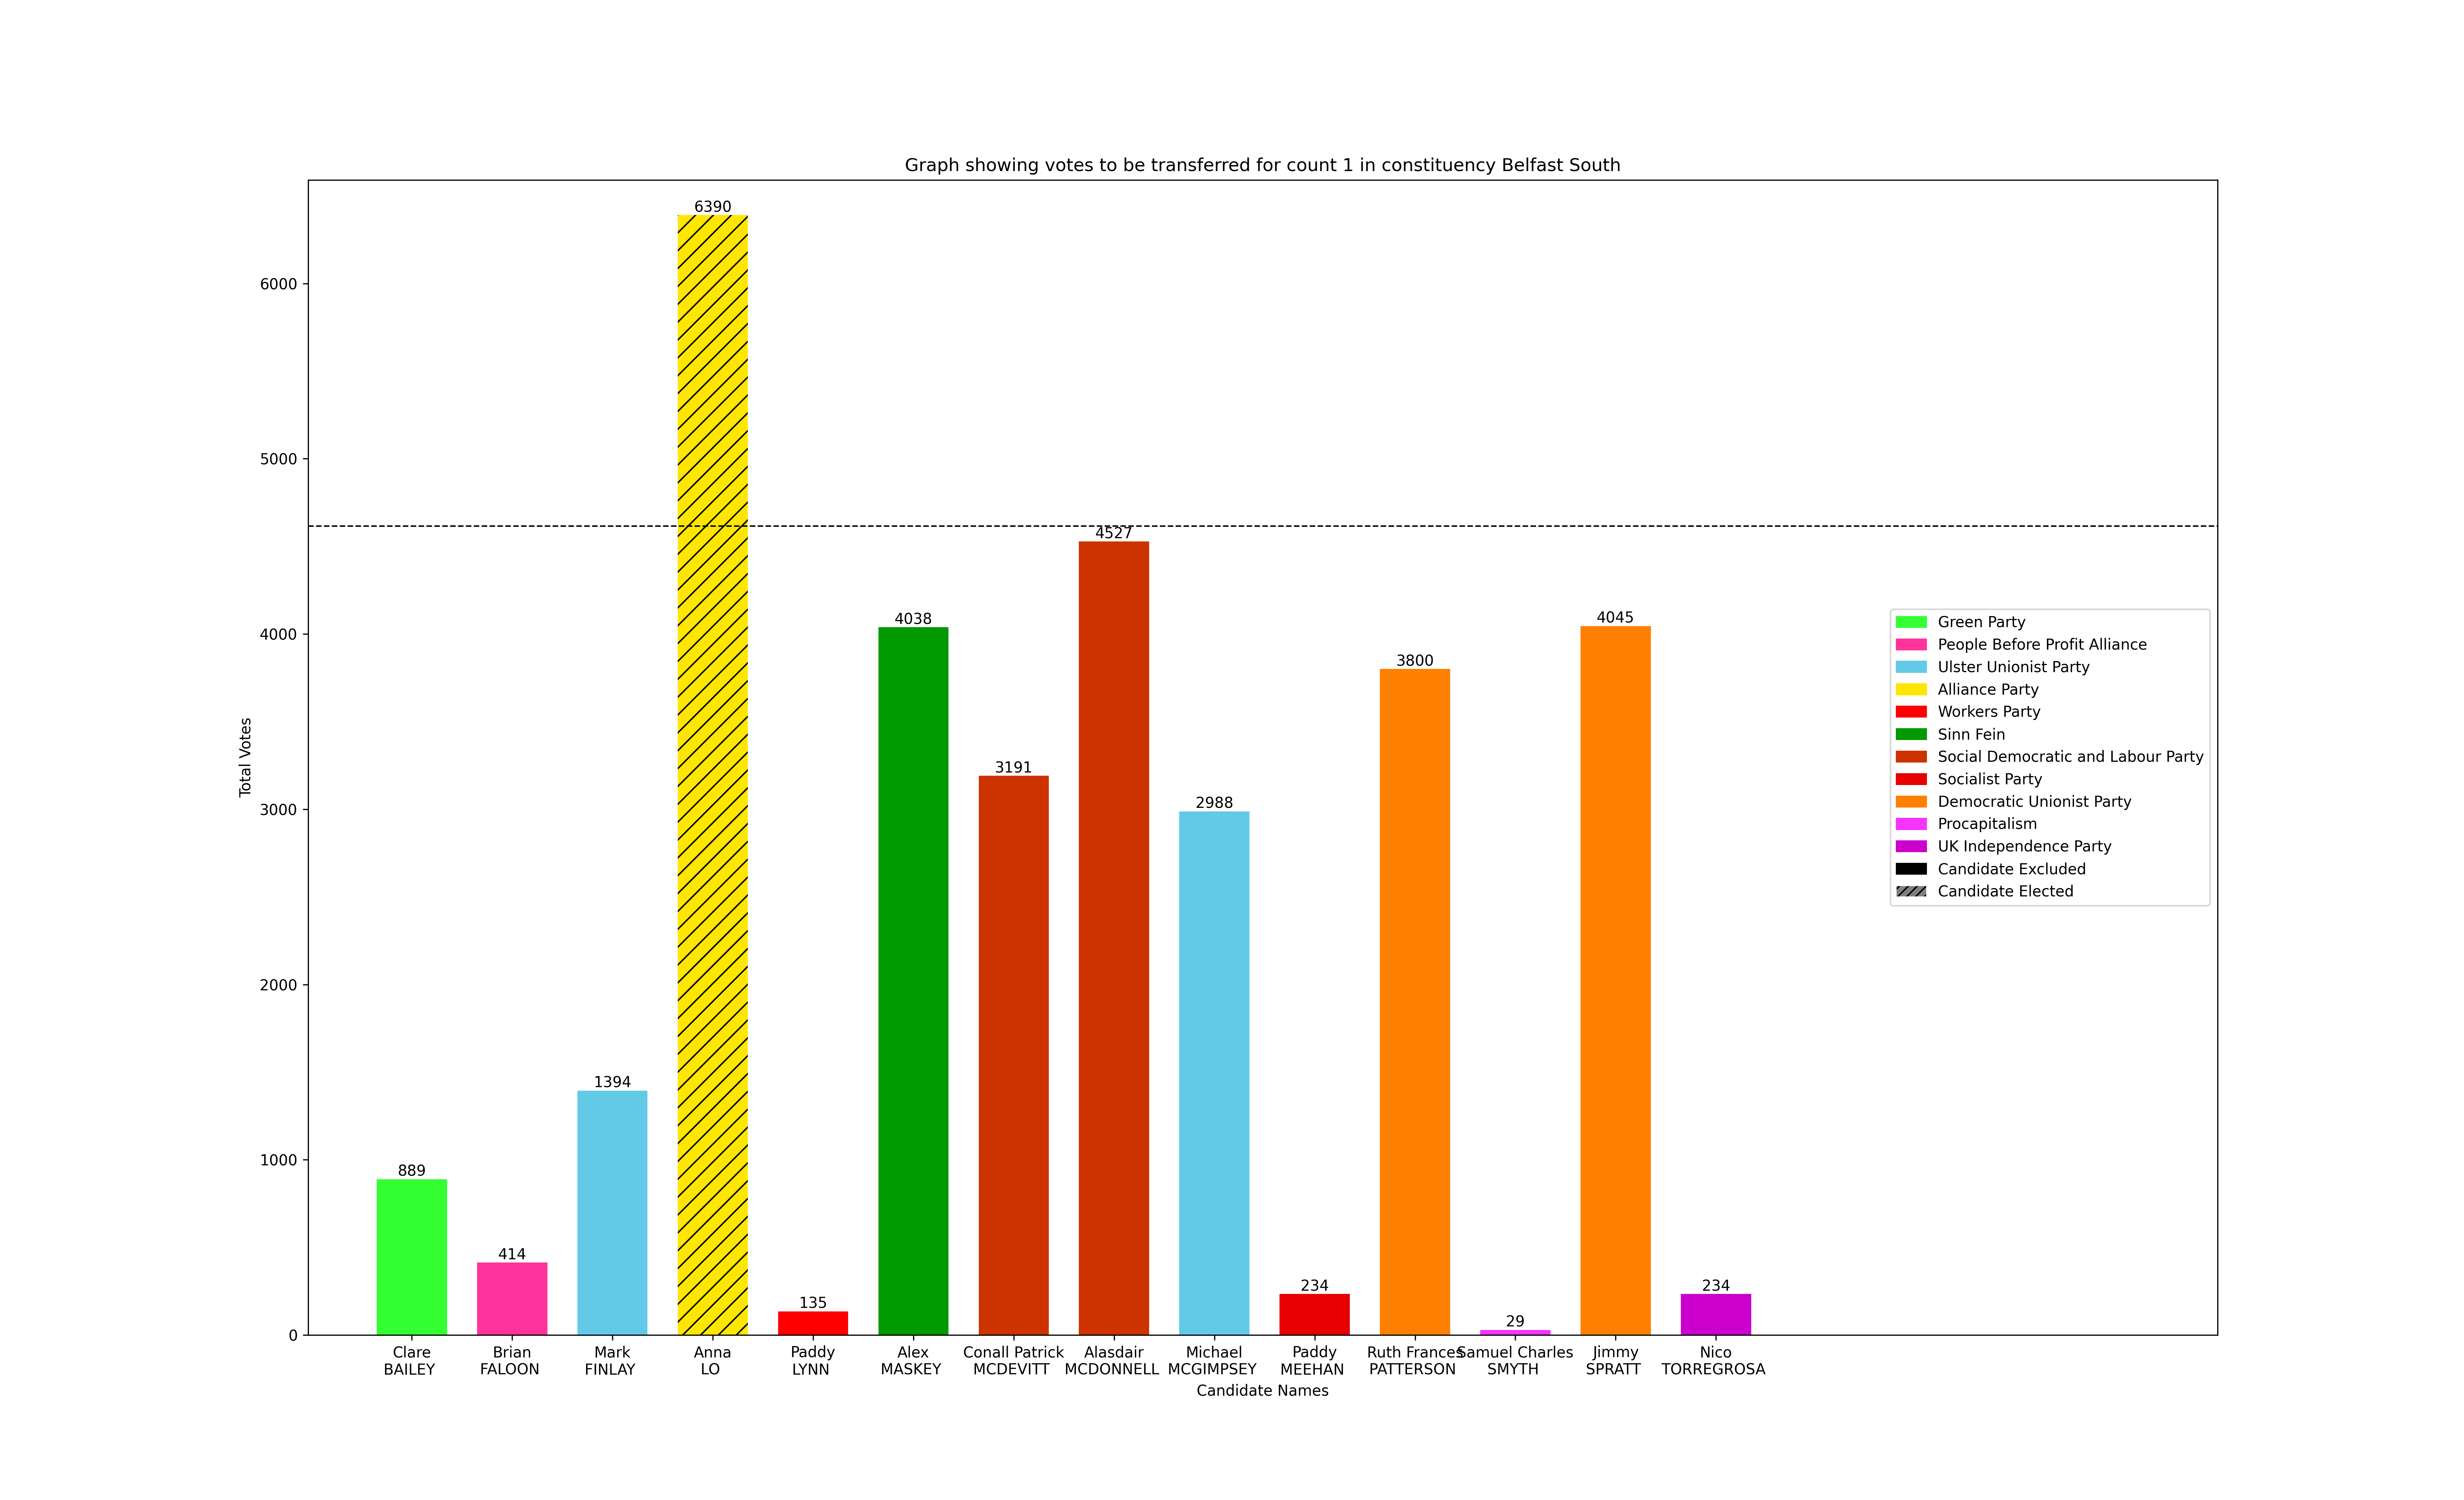 Graph showing votes to be transferred for count 1 in constituency Belfast South
Total Votes
6000
5000
4000
3000
2000
1000
0
889
414
1394
6390
135
4038
3191
4527
2988
234
3800
29
4045
234
Clare
BAILEY
Brian
FALOON
Mark
FINLAY
Anna
LO
Paddy
LYNN
Alex
MASKEY
Conall Patrick
MCDEVITT
Alasdair
MCDONNELL
Michael
MCGIMPSEY
Paddy
MEEHAN
Ruth Frances
PATTERSON
Samuel Charles
SMYTH
Jimmy
SPRATT
Nico
TORREGROSA
Candidate Names
Green Party
People Before Profit Alliance
Ulster Unionist Party
Alliance Party
Workers Party
Sinn Fein
Social Democratic and Labour Party
Socialist Party
Democratic Unionist Party
Procapitalism
UK Independence Party
Candidate Excluded
Candidate Elected